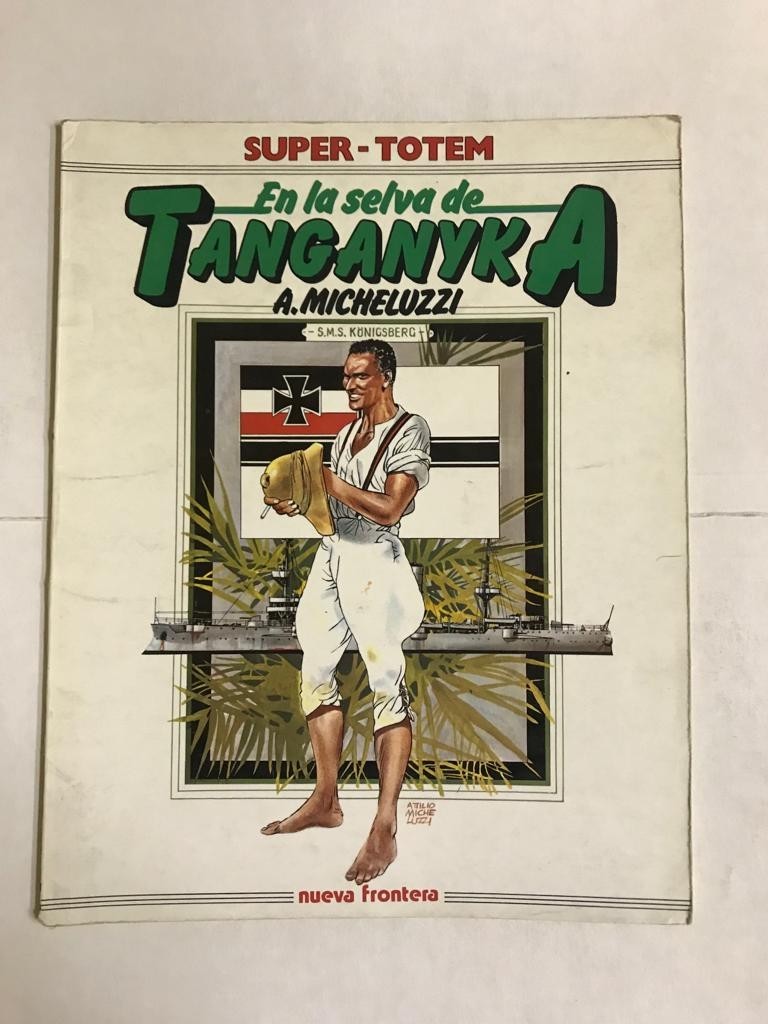 SUPER-TOTEM
En la selva de
TANGANYKA
A. MICHELUZZI
- S.M.S. KÖNIGSBERG -
ATTILIO
MICHE
LUZZI
nueva frontera